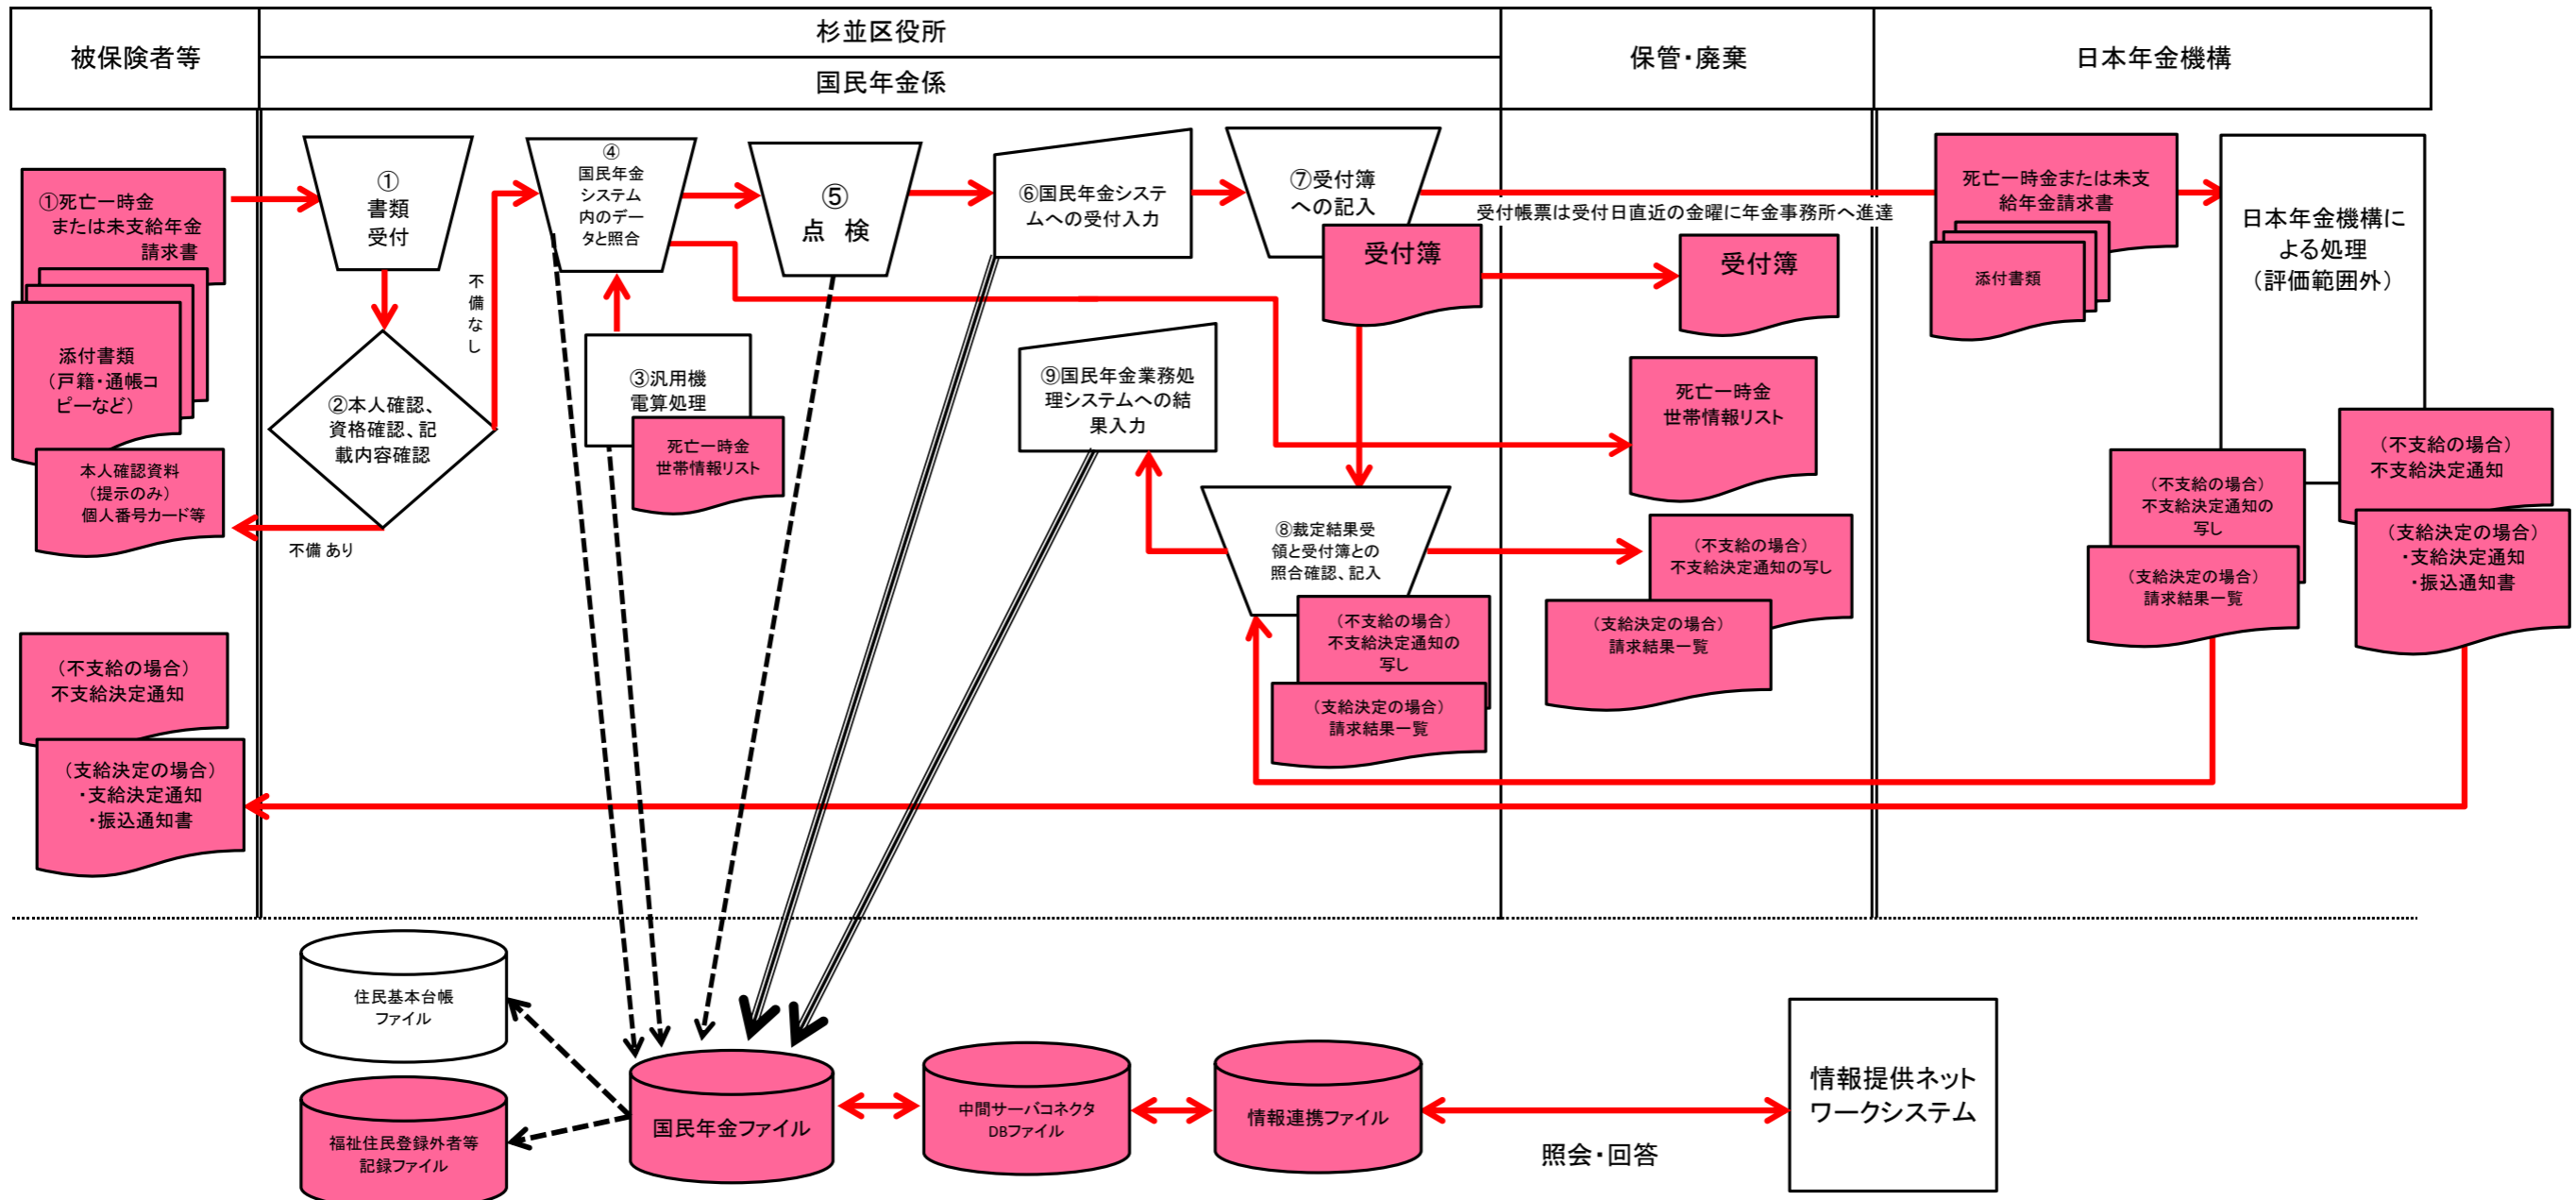 被保険者等
杉並区役所
国民年金係
保管・廃棄
日本年金機構
①死亡一時金
または未支給年金
請求書
添付書類
（戸籍・通帳コ
ピーなど）
本人確認資料
（提示のみ）
個人番号カード等
（不支給の場合）
不支給決定通知
（支給決定の場合）
・支給決定通知
・振込通知書
①
書類
受付
②本人確認、
資格確認、記
載内容確認
不備 あり
不
備
な
し
④
国民年金
システム
内のデー
タと照合
③汎用機
電算処理
死亡一時金
世帯情報リスト
⑤
点　検
⑥国民年金システ
ムへの受付入力
⑦受付簿
への記入
受付簿
⑨国民年金業務処
理システムへの結
果入力
⑧裁定結果受
領と受付簿との
照合確認、記入
（不支給の場合）
不支給決定通知の
写し
（支給決定の場合）
請求結果一覧
受付帳票は受付日直近の金曜に年金事務所へ進達
受付簿
死亡一時金
世帯情報リスト
（不支給の場合）
不支給決定通知の写し
（支給決定の場合）
請求結果一覧
死亡一時金または未支
給年金請求書
添付書類
日本年金機構に
よる処理
（評価範囲外）
（不支給の場合）
不支給決定通知の
写し
（支給決定の場合）
請求結果一覧
（不支給の場合）
不支給決定通知
（支給決定の場合）
・支給決定通知
・振込通知書
住民基本台帳
ファイル
福祉住民登録外者等
記録ファイル
国民年金ファイル
中間サーバコネクタ
DBファイル
情報連携ファイル
照会・回答
情報提供ネット
ワークシステム